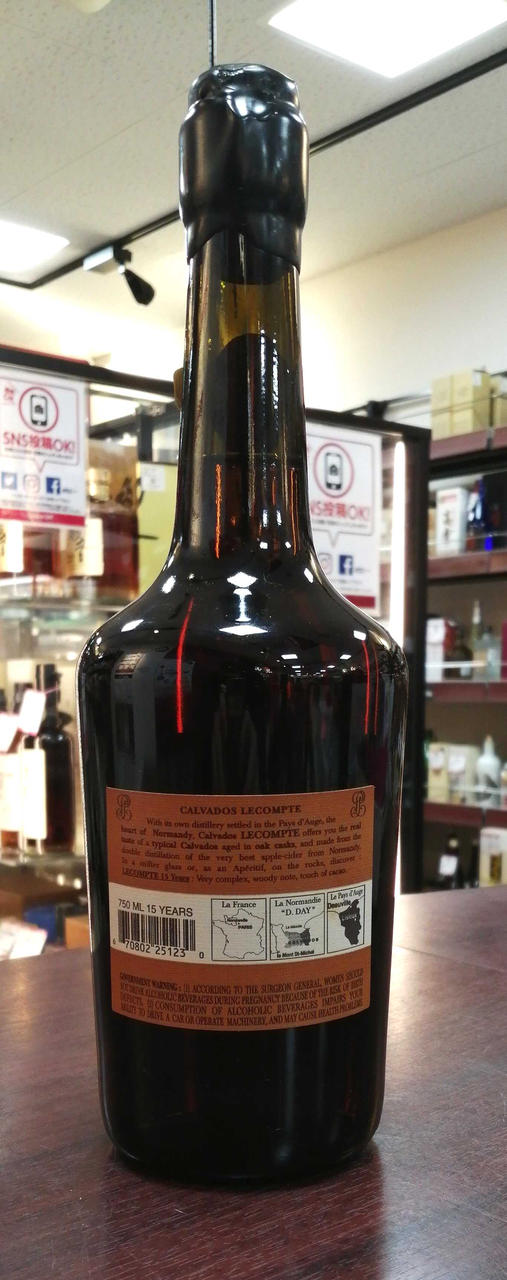 SNS投稿OK!
NS投稿OK!
CALVADOS LECOMPTE
With its own distillery settled in the Pays d'Auge, the
heart of Normandy, Calvados LECOMPTE offers you the real
taste of a typical Calvados aged in oak casks, and made from the
double distillation of the very best apple-cider from Normandy.
In a snifter glass or, as an Apéritif, on the rocks, discover :
LECOMPTE 15 Years : Very complex, woody note, touch of cacao.
750 ML 15 YEARS
6 70802 25123 0
La France
Normandie
PARIS
La Normandie
"D. DAY"
le Mont St-Michel
Le Pays d'Auge
Deauville
Lisieux
GOVERNMENT WARNING : (1) ACCORDING TO THE SURGEON GENERAL, WOMEN SHOULD
NOT DRINK ALCOHOLIC BEVERAGES DURING PREGNANCY BECAUSE OF THE RISK OF BIRTH
DEFECTS. (2) CONSUMPTION OF ALCOHOLIC BEVERAGES IMPAIRS YOUR
ABILITY TO DRIVE A CAR OR OPERATE MACHINERY, AND MAY CAUSE HEALTH PROBLEMS.